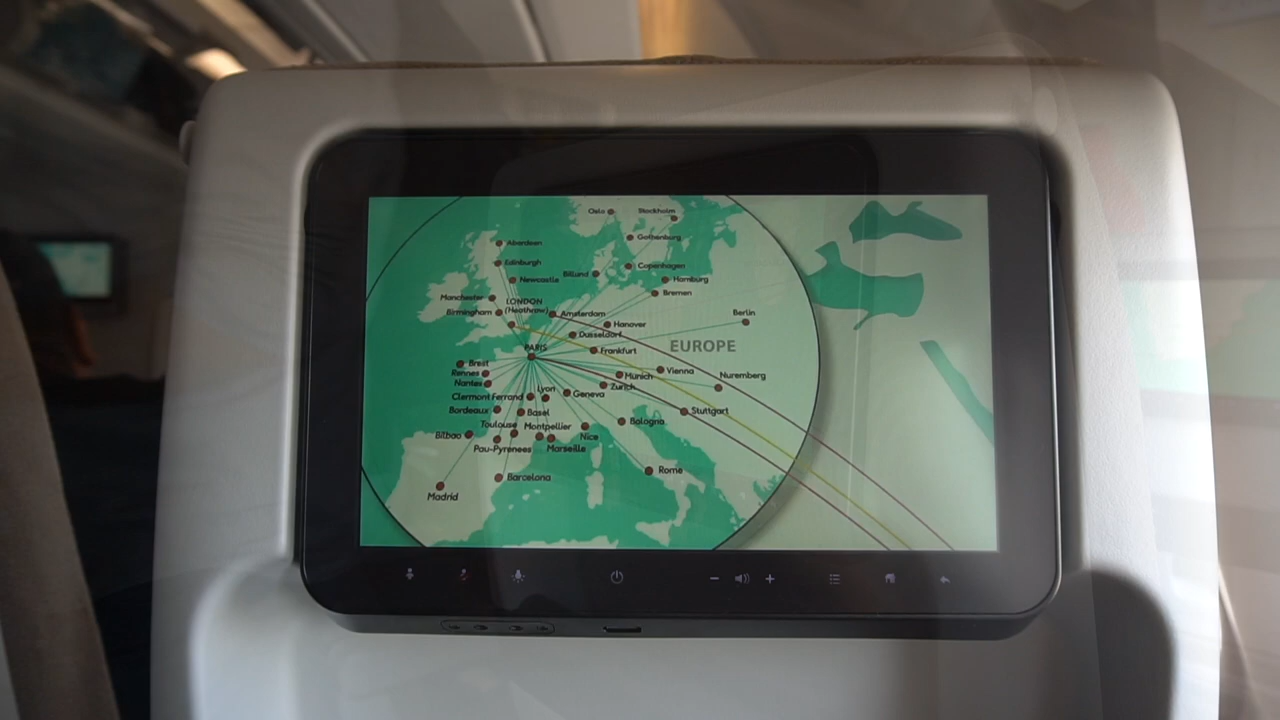 Oslo
Stockholm
Gothenburg
Aberdeen
Edinburgh
Copenhagen
Billund
Newcastle
Hamburg
Bremen
Manchester
LONDON
(Heathrow)
Birmingham
Amsterdam
Berlin
Hanover
Dusseldorf
PARIS
Frankfurt
EUROPE
Brest
Rennes
Vienna
Munich
Nuremberg
Nantes
Zurich
Lyon
Geneva
Clermont Ferrand
Bordeaux
Basel
Stuttgart
Toulouse
Montpellier
Bologna
Bilbao
Nice
Pau-Pyrenees
Marseille
Rome
Barcelona
Madrid